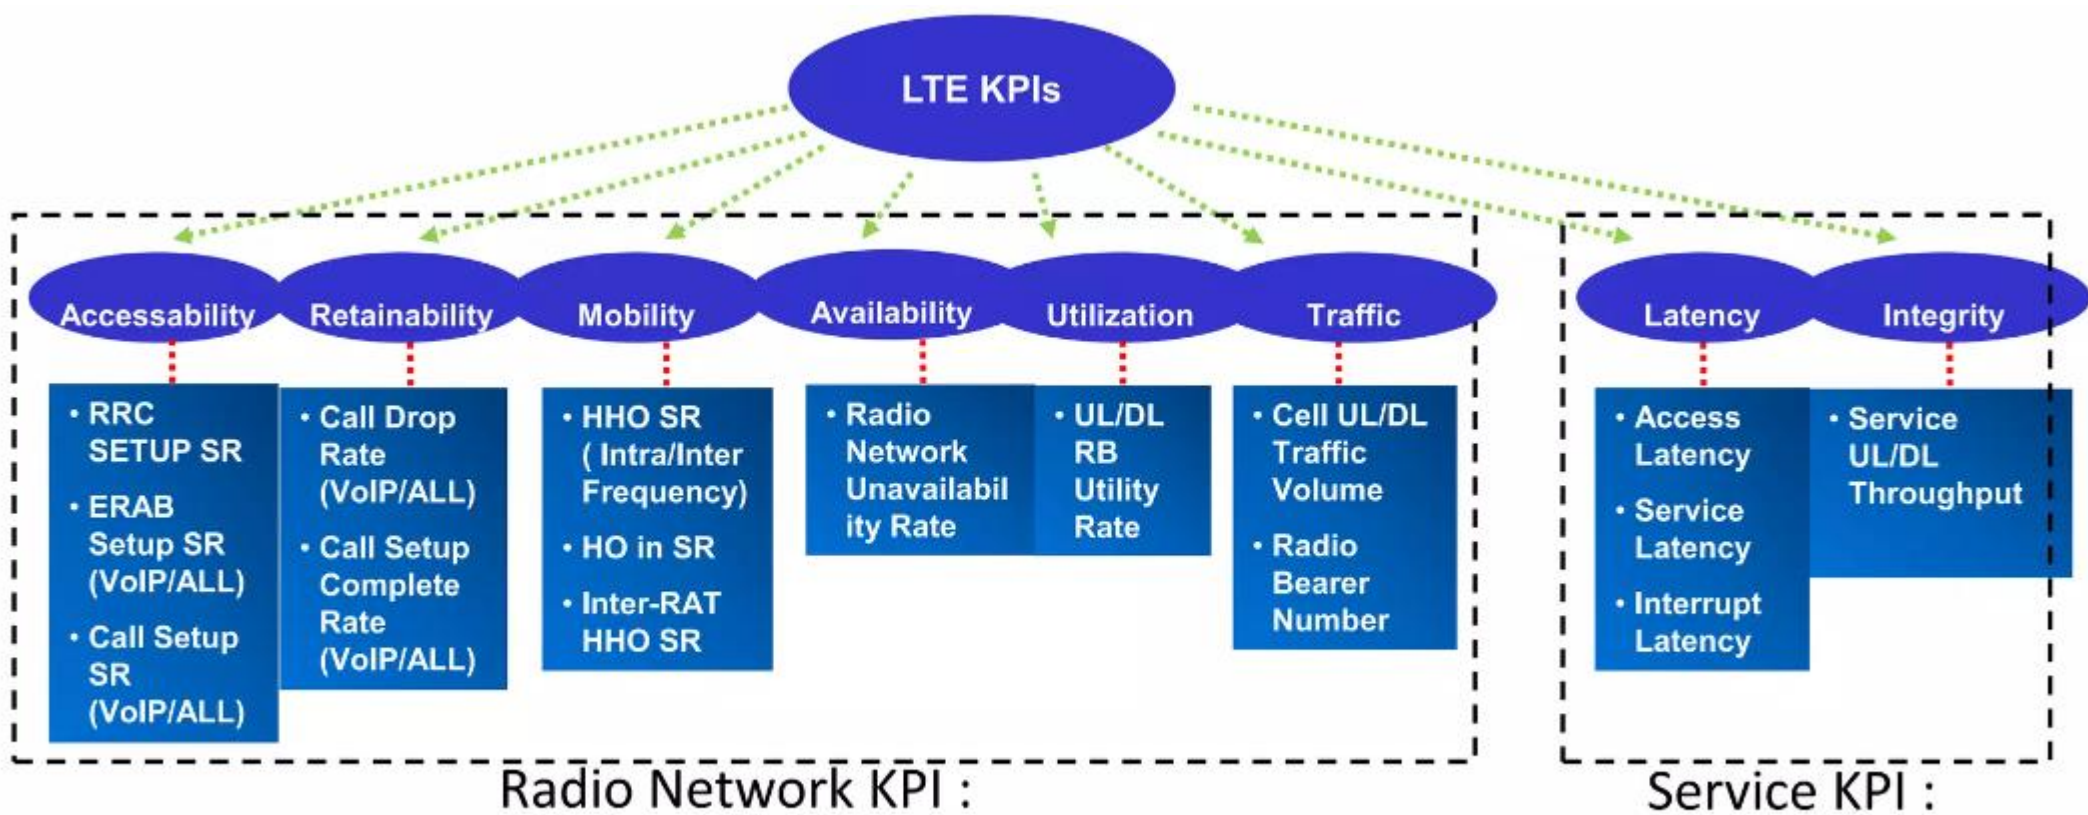 LTE KPIs
Accessability
Retainability
Mobility
Availability
Utilization
Traffic
Latency
Integrity
• RRC
SETUP SR
• ERAB
Setup SR
(VoIP/ALL)
• Call Setup
SR
(VoIP/ALL)
• Call Drop
Rate
(VoIP/ALL)
• Call Setup
Complete
Rate
(VoIP/ALL)
• HHO SR
( Intra/Inter
Frequency)
• HO in SR
• Inter-RAT
HHO SR
• Radio
Network
Unavailabil
ity Rate
• UL/DL
RB
Utility
Rate
• Cell UL/DL
Traffic
Volume
• Radio
Bearer
Number
• Access
Latency
• Service
Latency
• Interrupt
Latency
• Service
UL/DL
Throughput
Radio Network KPI :
Service KPI :